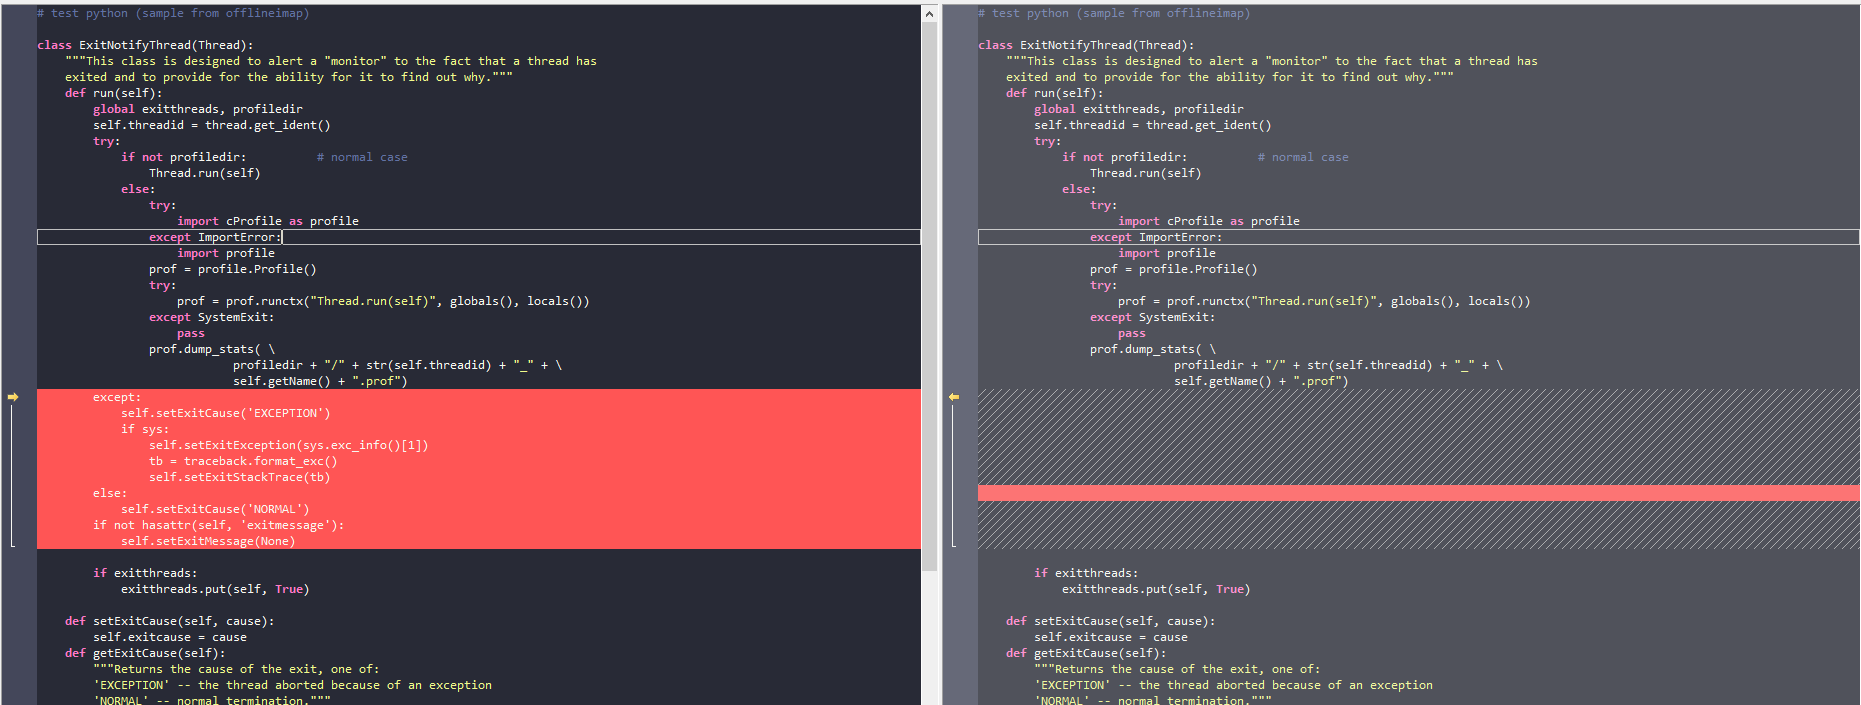 # test python (sample from offlineimap)
class ExitNotifyThread(Thread):
"""This class is designed to alert a "monitor" to the fact that a thread has
exited and to provide for the ability for it to find out why."""
def run(self):
global exitthreads, profiledir
self.threadid = thread.get_ident()
try:
if not profiledir:           # normal case
Thread.run(self)
else:
try:
import cProfile as profile
except ImportError:
import profile
prof = profile.Profile()
try:
prof = prof.runctx("Thread.run(self)", globals(), locals())
except SystemExit:
pass
prof.dump_stats( \
profiledir + "/" + str(self.threadid) + "_" + \
self.getName() + ".prof")
except:
self.setExitCause('EXCEPTION')
if sys:
self.setExitException(sys.exc_info()[1])
tb = traceback.format_exc()
self.setExitStackTrace(tb)
else:
self.setExitCause('NORMAL')
if not hasattr(self, 'exitmessage'):
self.setExitMessage(None)
if exitthreads:
exitthreads.put(self, True)
def setExitCause(self, cause):
self.exitcause = cause
def getExitCause(self):
"""Returns the cause of the exit, one of:
'EXCEPTION' -- the thread aborted because of an exception
'NORMAL' -- normal termination."""
# test python (sample from offlineimap)
class ExitNotifyThread(Thread):
"""This class is designed to alert a "monitor" to the fact that a thread has
exited and to provide for the ability for it to find out why."""
def run(self):
global exitthreads, profiledir
self.threadid = thread.get_ident()
try:
if not profiledir:           # normal case
Thread.run(self)
else:
try:
import cProfile as profile
except ImportError:
import profile
prof = profile.Profile()
try:
prof = prof.runctx("Thread.run(self)", globals(), locals())
except SystemExit:
pass
prof.dump_stats( \
profiledir + "/" + str(self.threadid) + "_" + \
self.getName() + ".prof")
if exitthreads:
exitthreads.put(self, True)
def setExitCause(self, cause):
self.exitcause = cause
def getExitCause(self):
"""Returns the cause of the exit, one of:
'EXCEPTION' -- the thread aborted because of an exception
'NORMAL' -- normal termination."""